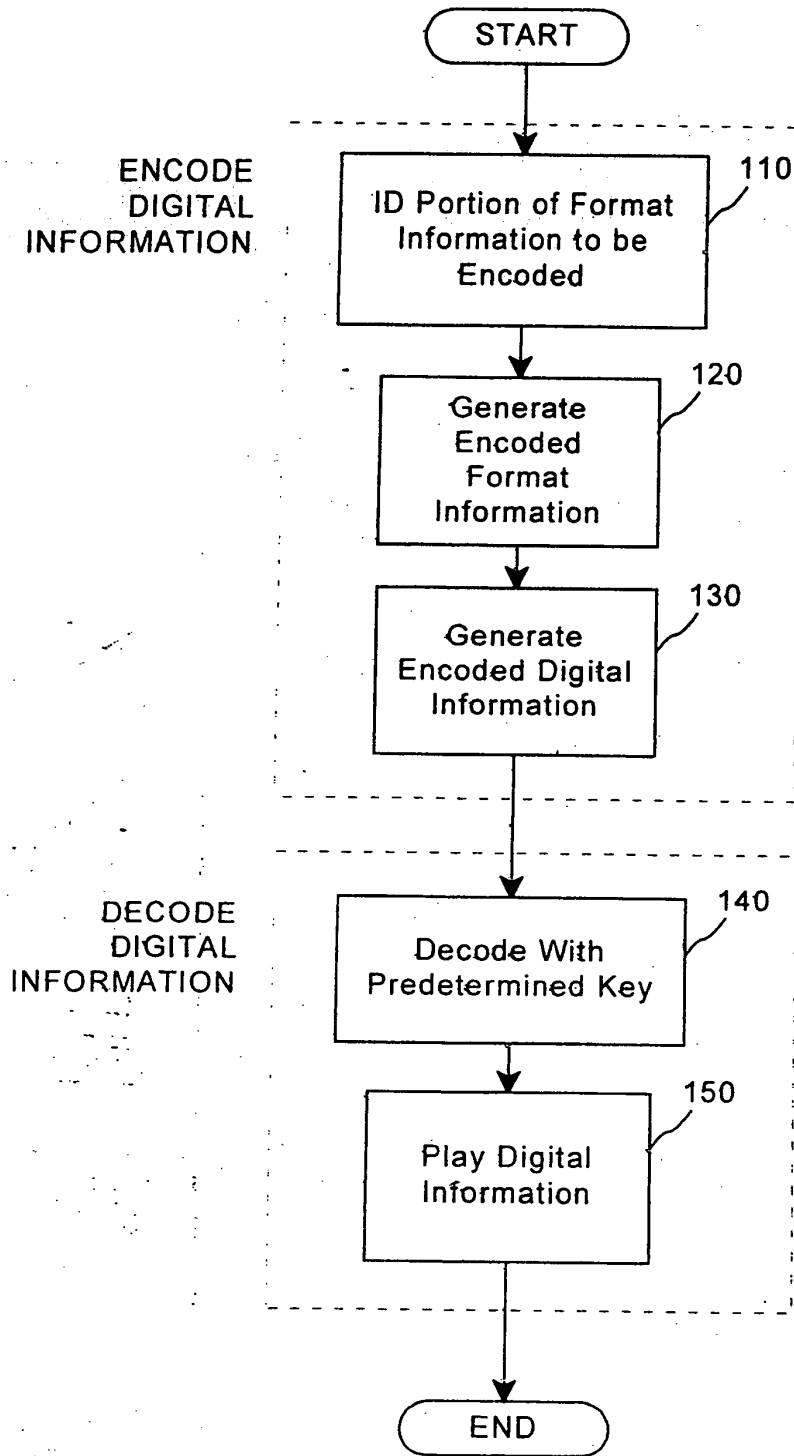 START
ENCODE
DIGITAL
INFORMATION
110
ID Portion of Format
Information to be
Encoded
120
Generate
Encoded
Format
Information
130
Generate
Encoded Digital
Information
DECODE
DIGITAL
INFORMATION
140
Decode With
Predetermined Key
150
Play Digital
Information
END